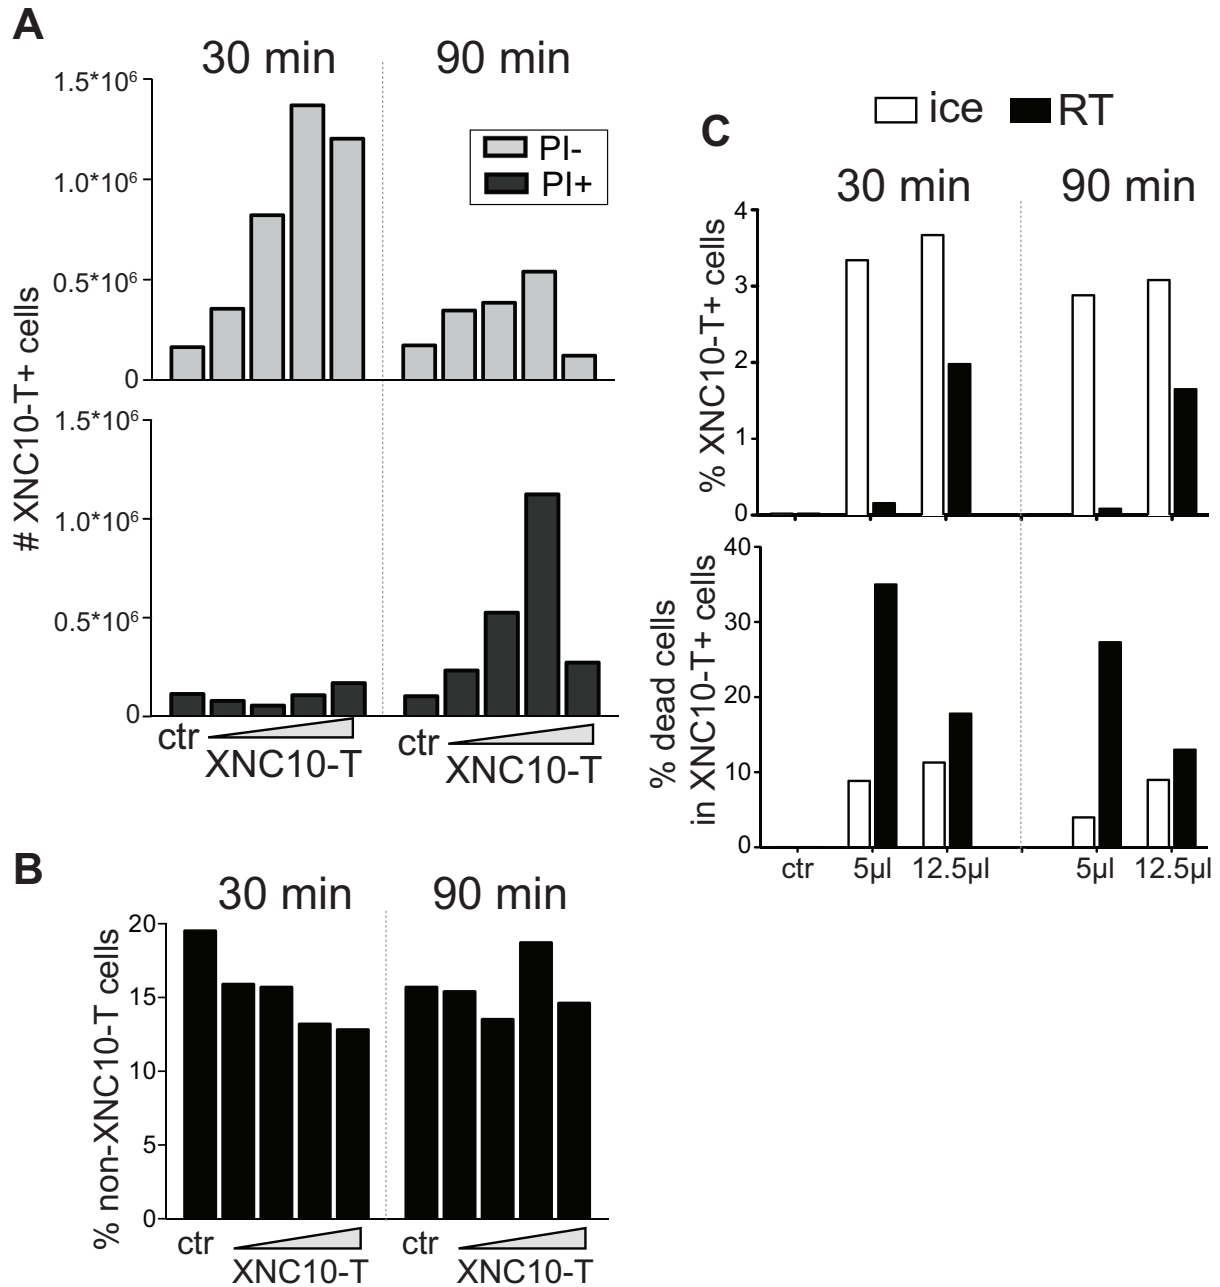 A
30 min 90 min
# XNC10-T+ cells
1.5*10⁶
1.0*10⁶
0.5*10⁶
0
PI-
PI+
1.5*10⁶
1.0*10⁶
0.5*10⁶
0
ctr XNC10-T ctr XNC10-T
B
30 min 90 min
% non-XNC10-T cells
20
15
10
5
0
ctr XNC10-T ctr XNC10-T
C
ice RT
30 min 90 min
% XNC10-T+ cells
4
3
2
1
0
% dead cells
in XNC10-T+ cells
40
30
20
10
0
ctr 5µl 12.5µl 5µl 12.5µl